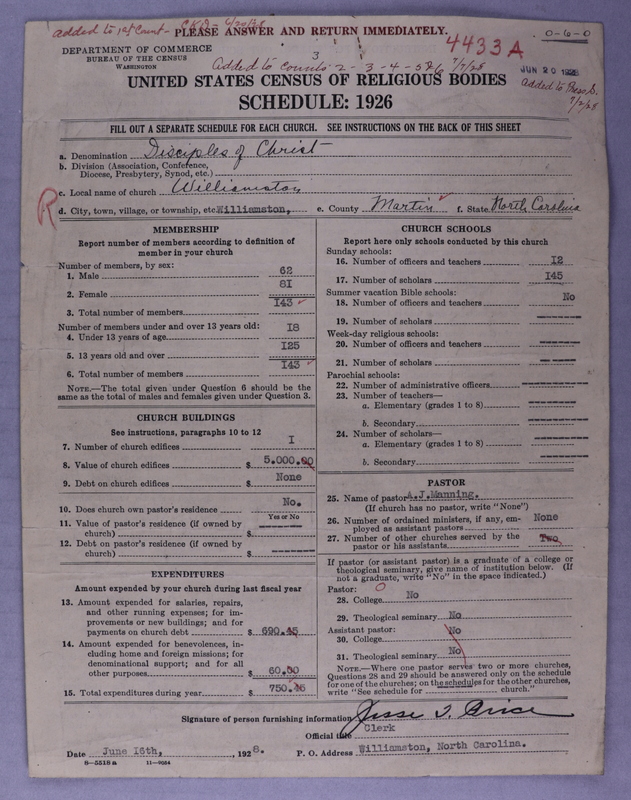 added to 1st Count - C.K.D. - 6/20/28
PLEASE ANSWER AND RETURN IMMEDIATELY.
4433A
0-6-0
DEPARTMENT OF COMMERCE
BUREAU OF THE CENSUS
WASHINGTON
3
Added to Counts 2-3-4-5&6 7/7/28
JUN 20 1928
added to Press S.
7/2/28
UNITED STATES CENSUS OF RELIGIOUS BODIES
SCHEDULE: 1926
FILL OUT A SEPARATE SCHEDULE FOR EACH CHURCH. SEE INSTRUCTIONS ON THE BACK OF THIS SHEET
a. Denomination Disciples of Christ
b. Division (Association, Conference,
Diocese, Presbytery, Synod, etc.)
c. Local name of church Williamston
R
d. City, town, village, or township, etc. Williamston, e. County Martin f. State North Carolina
MEMBERSHIP
Report number of members according to definition of
member in your church
Number of members, by sex:
1. Male 62
2. Female 81
3. Total number of members 143
Number of members under and over 13 years old:
4. Under 13 years of age 18
5. 13 years old and over 125
6. Total number of members 143
NOTE.—The total given under Question 6 should be the
same as the total of males and females given under Question 3.
CHURCH BUILDINGS
See instructions, paragraphs 10 to 12
7. Number of church edifices I
8. Value of church edifices $ 5.000.00
9. Debt on church edifices $ None
10. Does church own pastor's residence No.
Yes or No
11. Value of pastor's residence (if owned by
church) $ -------
12. Debt on pastor's residence (if owned by
church) $ -------
EXPENDITURES
Amount expended by church during last fiscal year
13. Amount expended for salaries, repairs,
and other running expenses; for im-
provements or new buildings; and for
payments on church debt $ 690.45
14. Amount expended for benevolences, in-
cluding home and foreign missions; for
denominational support; and for all
other purposes $ 60.00
15. Total expenditures during year $ 750.45
CHURCH SCHOOLS
Report here only schools conducted by this church
Sunday schools:
16. Number of officers and teachers 12
17. Number of scholars 145
Summer vacation Bible schools:
18. Number of officers and teachers No
19. Number of scholars -------
Week-day religious schools:
20. Number of officers and teachers -------
21. Number of scholars -------
Parochial schools:
22. Number of administrative officers -------
23. Number of teachers—
a. Elementary (grades 1 to 8) -------
b. Secondary -------
24. Number of scholars—
a. Elementary (grades 1 to 8) -------
b. Secondary -------
PASTOR
25. Name of pastor A.J.Manning.
(If church has no pastor, write "None")
26. Number of ordained ministers, if any, em-
ployed as assistant pastors None
27. Number of other churches served by the
pastor or his assistants Two
If pastor (or assistant pastor) is a graduate of a college or
theological seminary, give name of institution below. (If
not a graduate, write "No" in the space indicated.)
Pastor: 0
28. College No
29. Theological seminary No
Assistant pastor:
30. College No
31. Theological seminary No
NOTE.—Where one pastor serves two or more churches,
Questions 28 and 29 should be answered only on the schedule
for one of the churches; on the schedules for the other churches,
write "See schedule for church."
Signature of person furnishing information Jesse T. Price
Official title Clerk
Date June 16th, , 1928. P. O. Address Williamston, North Carolina.
8—5518a 11—9054